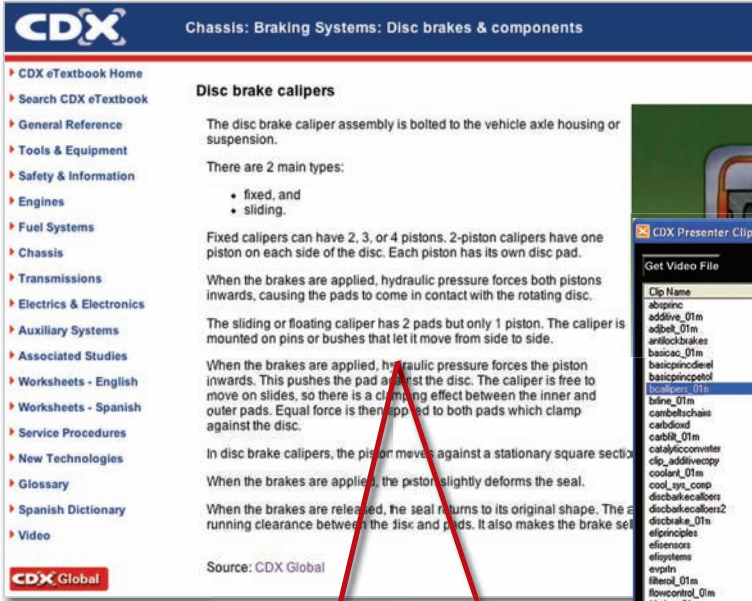 CDX
Chassis: Braking Systems: Disc brakes & components
CDX eTextbook Home
Search CDX eTextbook
General Reference
Tools & Equipment
Safety & Information
Engines
Fuel Systems
Chassis
Transmissions
Electrics & Electronics
Auxiliary Systems
Associated Studies
Worksheets - English
Worksheets - Spanish
Service Procedures
New Technologies
Glossary
Spanish Dictionary
Video
CDX Global
Disc brake calipers
The disc brake caliper assembly is bolted to the vehicle axle housing or
suspension.
There are 2 main types:
• fixed, and
• sliding.
Fixed calipers can have 2, 3, or 4 pistons. 2-piston calipers have one
piston on each side of the disc. Each piston has its own disc pad.
When the brakes are applied, hydraulic pressure forces both pistons
inwards, causing the pads to come in contact with the rotating disc.
The sliding or floating caliper has 2 pads but only 1 piston. The caliper is
mounted on pins or bushes that let it move from side to side.
When the brakes are applied, hydraulic pressure forces the piston
inwards. This pushes the pad against the disc. The caliper is free to
move on slides, so there is a clamping effect between the inner and
outer pads. Equal force is then applied to both pads which clamp
against the disc.
In disc brake calipers, the piston moves against a stationary square sectio
When the brakes are applied, the piston slightly deforms the seal.
When the brakes are released, the seal returns to its original shape. The a
running clearance between the disk and pads. It also makes the brake sel
Source: CDX Global
CDX Presenter Clip
Get Video File
Clip Name
absprinc
additive_01m
adjbelt_01m
antilockbrakes
basicac_01m
basicprincdiesel
basicprincpetol
bcallipers_01m
brline_01m
cambeltschains
carbdioxd
carbfilt_01m
catalyticconverter
clip_additivecopy
coolant_01m
cool_sys_comp
discbarkecalloers
discbarkecalloers2
discbrake_01m
efiprinciples
efisensors
efisystems
evprtn
filteroil_01m
flowcontrol_01m